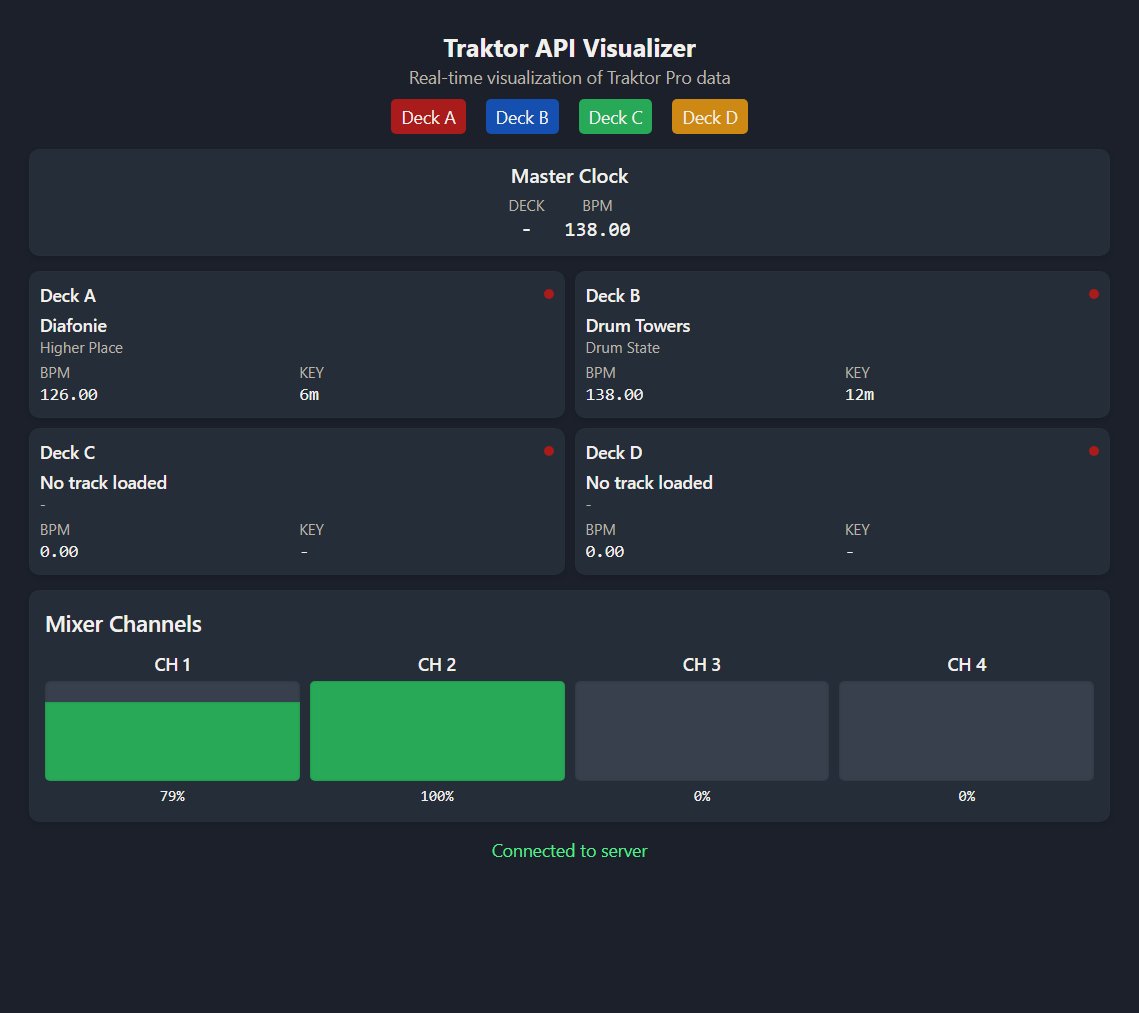 Traktor API Visualizer
Real-time visualization of Traktor Pro data
Deck A Deck B Deck C Deck D
Master Clock
DECK BPM
- 138.00
Deck A
Diafonie
Higher Place
BPM KEY
126.00 6m
Deck B
Drum Towers
Drum State
BPM KEY
138.00 12m
Deck C
No track loaded
-
BPM KEY
0.00 -
Deck D
No track loaded
-
BPM KEY
0.00 -
Mixer Channels
CH 1 CH 2 CH 3 CH 4
79% 100% 0% 0%
Connected to server